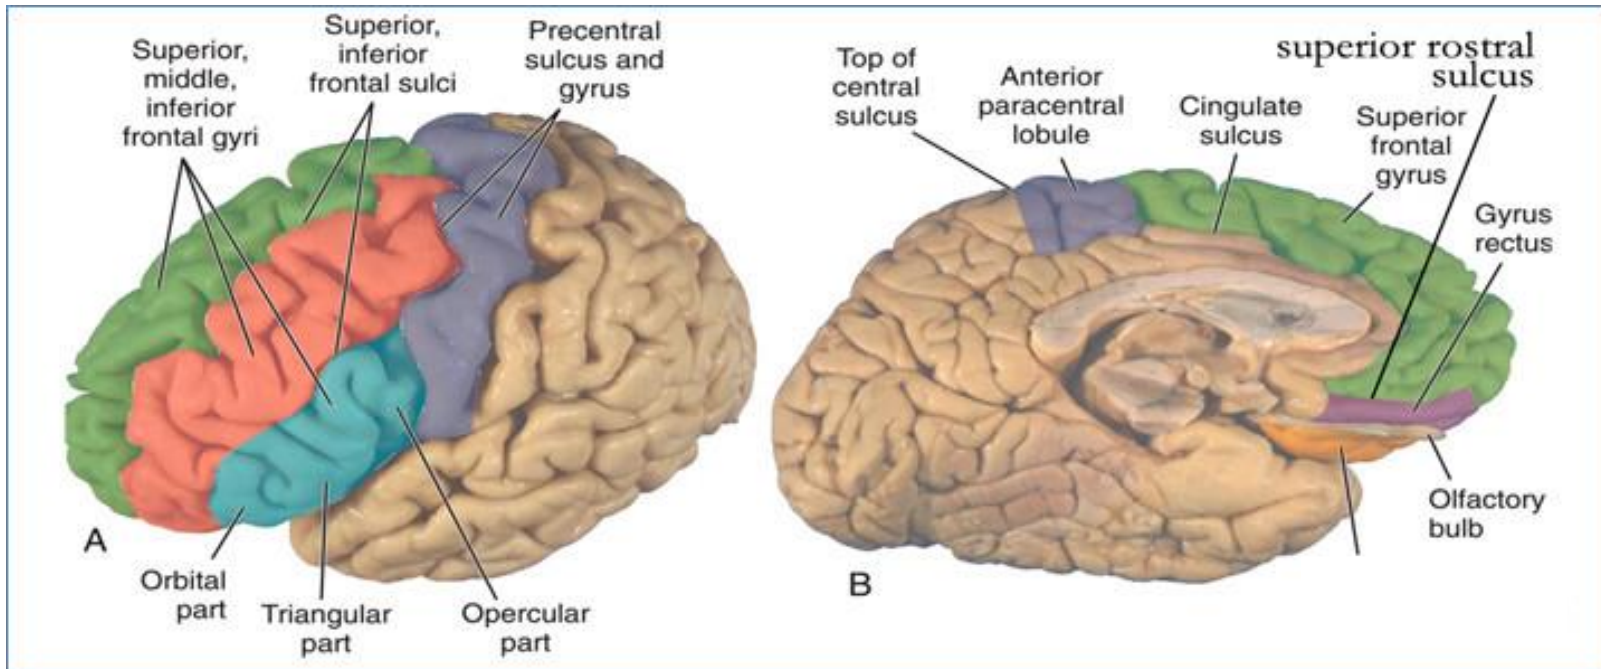 Superior,
middle,
inferior
frontal gyri
Superior,
inferior
frontal sulci
Precentral
sulcus and
gyrus
Orbital
part
Triangular
part
Opercular
part
A
Top of
central
sulcus
Anterior
paracentral
lobule
Cingulate
sulcus
superior rostral
sulcus
Superior
frontal
gyrus
Gyrus
rectus
Olfactory
bulb
B